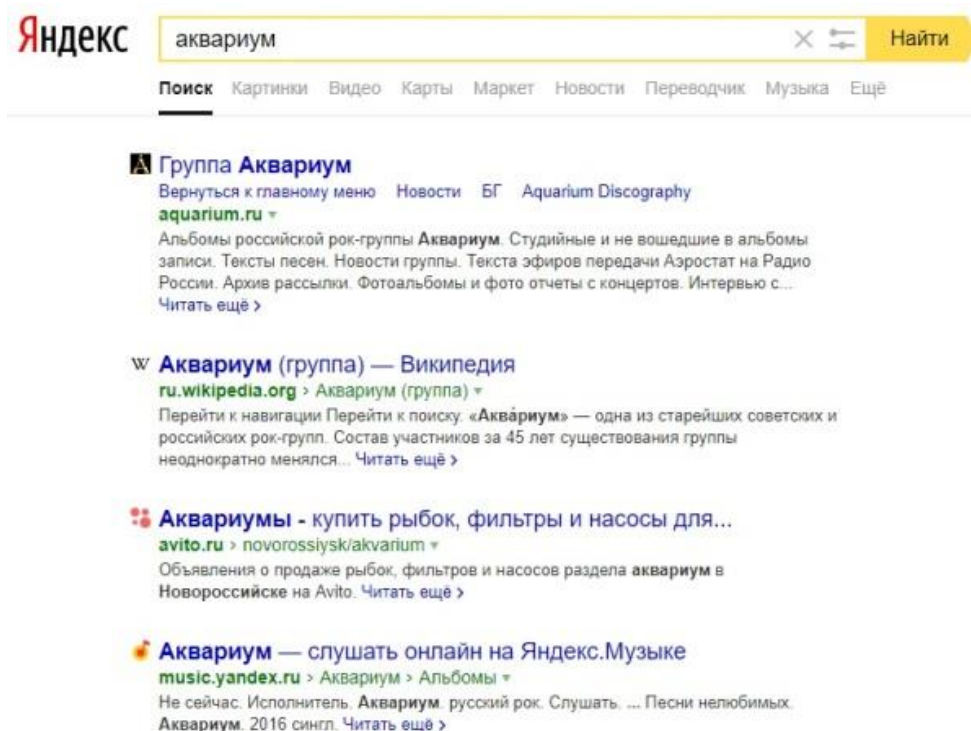 Яндекс
аквариум
Найти
Поиск Картинки Видео Карты Маркет Новости Переводчик Музыка Ещё
Группа Аквариум
Вернуться к главному меню Новости БГ Aquarium Discography
aquarium.ru
Альбомы российской рок-группы Аквариум. Студийные и не вошедшие в альбомы
записи. Тексты песен. Новости группы. Текста эфиров передачи Аэростат на Радио
России. Архив рассылки. Фотоальбомы и фото отчеты с концертов. Интервью с...
Читать ещё >
W Аквариум (группа) — Википедия
ru.wikipedia.org > Аквариум (группа)
Перейти к навигации Перейти к поиску. «Аква́риум» — одна из старейших советских и
российских рок-групп. Состав участников за 45 лет существования группы
неоднократно менялся... Читать ещё >
Аквариумы - купить рыбок, фильтры и насосы для...
avito.ru > novorossiysk/akvarium
Объявления о продаже рыбок, фильтров и насосов раздела аквариум в
Новороссийске на Avito. Читать ещё >
Аквариум — слушать онлайн на Яндекс.Музыке
music.yandex.ru > Аквариум > Альбомы
Не сейчас. Исполнитель. Аквариум. русский рок. Слушать. ... Песни нелюбимых.
Аквариум. 2016 сингл. Читать ещё >